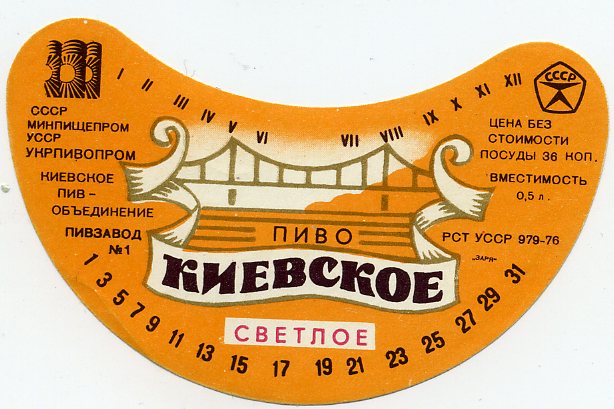 I II III IV V VI VII VIII IX X XI XII
СССР
СССР
МИНПИЩЕПРОМ
УССР
УКРПИВОПРОМ
КИЕВСКОЕ
ПИВ-
ОБЪЕДИНЕНИЕ
ПИВЗАВОД
№1
ЦЕНА БЕЗ
СТОИМОСТИ
ПОСУДЫ 36 КОП.
ВМЕСТИМОСТЬ
0,5 л.
РСТ УССР 979-76
„ЗАРЯ"
ПИВО
КИЕВСКОЕ
СВЕТЛОЕ
1 3 5 7 9 11 13 15 17 19 21 23 25 27 29 31